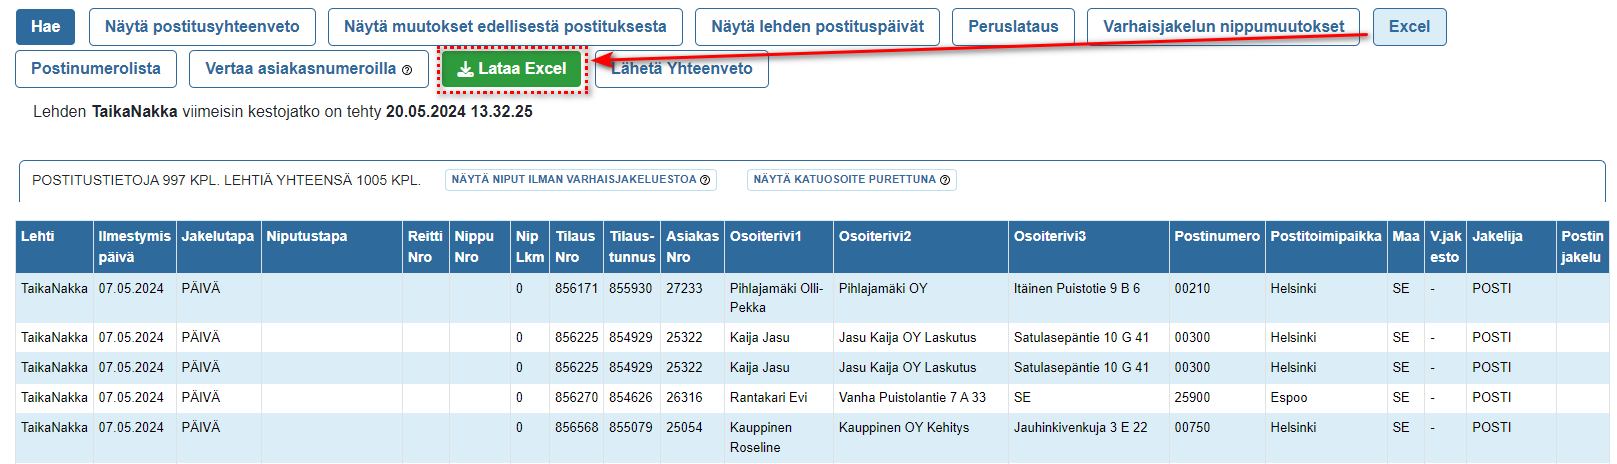 Hae Näytä postitusyhteenveto Näytä muutokset edellisestä postituksesta Näytä lehden postituspäivät Peruslataus Varhaisjakelun nippumuutokset Excel
Postinumerolista Vertaa asiakasnumeroilla Lataa Excel Lähetä Yhteenveto
Lehden TaikaNakka viimeisin kestojatko on tehty 20.05.2024 13.32.25
POSTITUSTIETOJA 997 KPL. LEHTIÄ YHTEENSÄ 1005 KPL. NÄYTÄ NIPUT ILMAN VARHAISJAKELUESTOA NÄYTÄ KATUOSOITE PURETTUNA
Lehti Ilmestymis Jakelutapa Niputustapa Reitti Nippu Nip Tilaus Tilaus- Asiakas Osoiterivi1 Osoiterivi2 Osoiterivi3 Postinumero Postitoimipaikka Maa V.jak Jakelija Postin
päivä Nro Nro Lkm Nro tunnus Nro esto jakelu
TaikaNakka 07.05.2024 PÄIVÄ 0 856171 855930 27233 Pihlajamäki Olli- Pihlajamäki OY Itäinen Puistotie 9 B 6 00210 Helsinki SE - POSTI
Pekka
TaikaNakka 07.05.2024 PÄIVÄ 0 856225 854929 25322 Kaija Jasu Jasu Kaija OY Laskutus Satulasepäntie 10 G 41 00300 Helsinki SE - POSTI
TaikaNakka 07.05.2024 PÄIVÄ 0 856225 854929 25322 Kaija Jasu Jasu Kaija OY Laskutus Satulasepäntie 10 G 41 00300 Helsinki SE - POSTI
TaikaNakka 07.05.2024 PÄIVÄ 0 856270 854626 26316 Rantakari Evi Vanha Puistolantie 7 A 33 SE 25900 Espoo SE - POSTI
TaikaNakka 07.05.2024 PÄIVÄ 0 856568 855079 25054 Kauppinen Kauppinen OY Kehitys Jauhinkivenkuja 3 E 22 00750 Helsinki SE - POSTI
Roseline